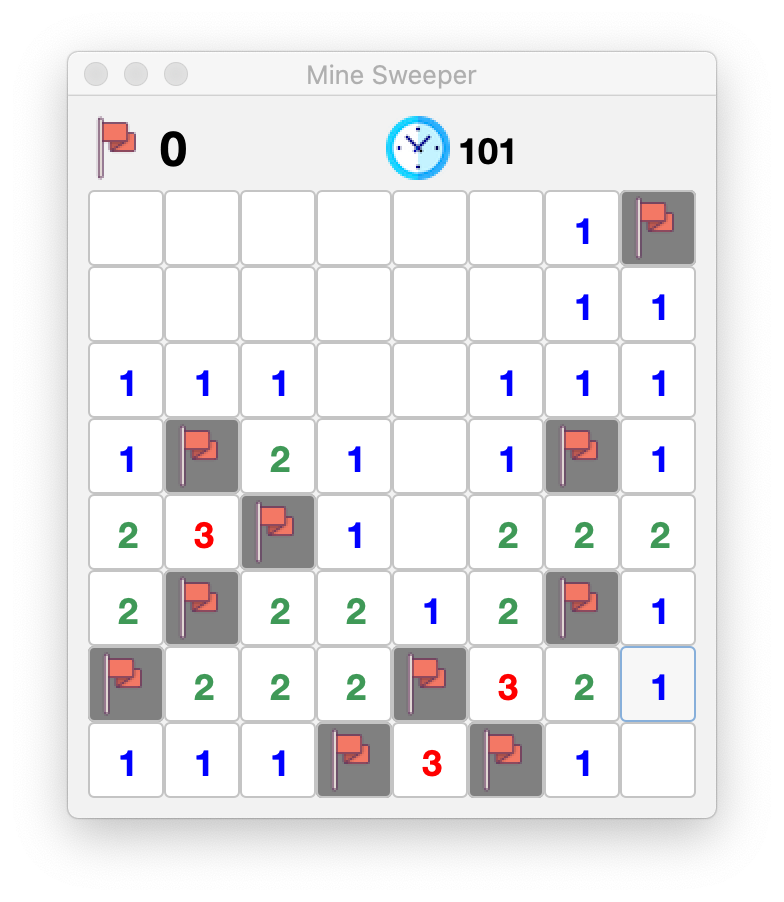 Mine Sweeper
0 101
1
1 1
1 1 1 1 1 1
1 2 1 1 1
2 3 1 2 2 2
2 2 2 1 2 1
2 2 2 3 2 1
1 1 1 3 1